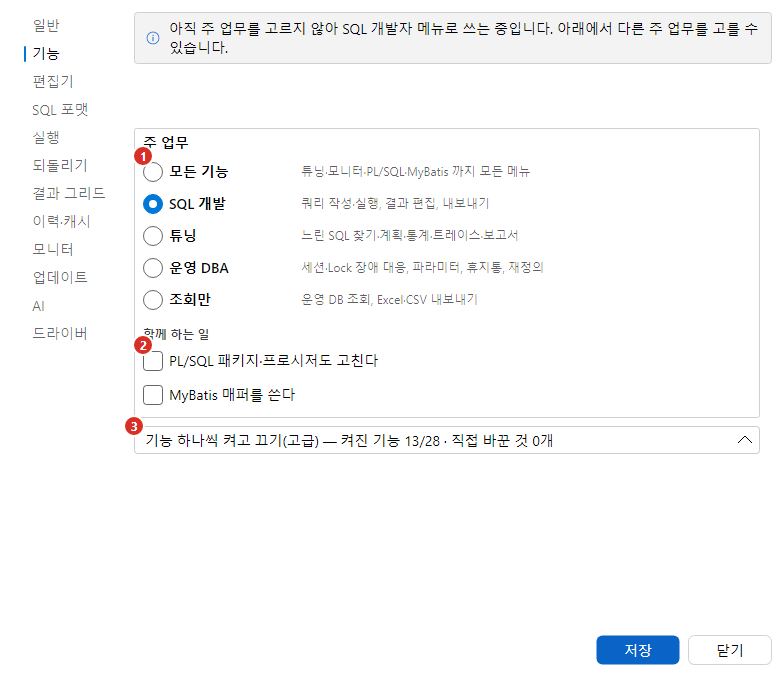 일반
기능
편집기
SQL 포맷
실행
되돌리기
결과 그리드
이력·캐시
모니터
업데이트
AI
드라이버
아직 주 업무를 고르지 않아 SQL 개발자 메뉴로 쓰는 중입니다. 아래에서 다른 주 업무를 고를 수
있습니다.
주 업무
1
모든 기능 튜닝·모니터·PL/SQL·MyBatis 까지 모든 메뉴
SQL 개발 쿼리 작성·실행, 결과 편집, 내보내기
튜닝 느린 SQL 찾기·계획·통계·트레이스·보고서
운영 DBA 세션·Lock 장애 대응, 파라미터, 휴지통, 재정의
조회만 운영 DB 조회, Excel·CSV 내보내기
함께 하는 일
2
PL/SQL 패키지·프로시저도 고친다
MyBatis 매퍼를 쓴다
3
기능 하나씩 켜고 끄기(고급) — 켜진 기능 13/28 · 직접 바꾼 것 0개
저장 닫기